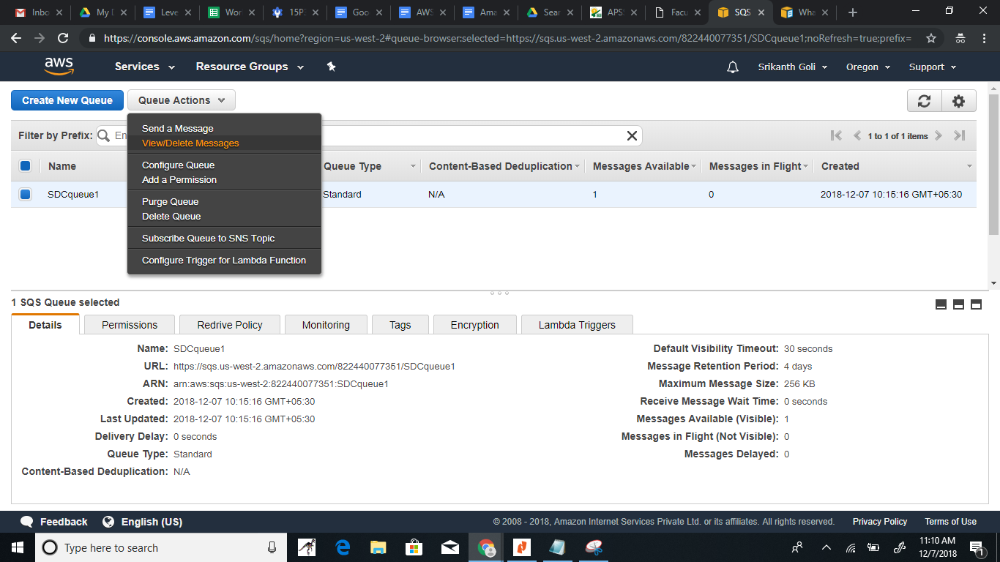 Inbo
My D
Leve
Wor
15P
Goo
AWS
Ama
Sear
APS
Facu
SQS
Wha
https://console.aws.amazon.com/sqs/home?region=us-west-2#queue-browser:selected=https://sqs.us-west-2.amazonaws.com/822440077351/SDCqueue1;noRefresh=true;prefix=
aws Services Resource Groups Srikanth Goli Oregon Support
Create New Queue Queue Actions
Send a Message
View/Delete Messages
Configure Queue
Add a Permission
Purge Queue
Delete Queue
Subscribe Queue to SNS Topic
Configure Trigger for Lambda Function
Filter by Prefix: En 1 to 1 of 1 items
Name Queue Type Content-Based Deduplication Messages Available Messages in Flight Created
SDCqueue1 Standard N/A 1 0 2018-12-07 10:15:16 GMT+05:30
1 SQS Queue selected
Details Permissions Redrive Policy Monitoring Tags Encryption Lambda Triggers
Name: SDCqueue1
URL: https://sqs.us-west-2.amazonaws.com/822440077351/SDCqueue1
ARN: arn:aws:sqs:us-west-2:822440077351:SDCqueue1
Created: 2018-12-07 10:15:16 GMT+05:30
Last Updated: 2018-12-07 10:15:16 GMT+05:30
Delivery Delay: 0 seconds
Queue Type: Standard
Content-Based Deduplication: N/A
Default Visibility Timeout: 30 seconds
Message Retention Period: 4 days
Maximum Message Size: 256 KB
Receive Message Wait Time: 0 seconds
Messages Available (Visible): 1
Messages in Flight (Not Visible): 0
Messages Delayed: 0
Feedback English (US) © 2008 - 2018, Amazon Internet Services Private Ltd. or its affiliates. All rights reserved. Privacy Policy Terms of Use
Type here to search
11:10 AM
12/7/2018
1